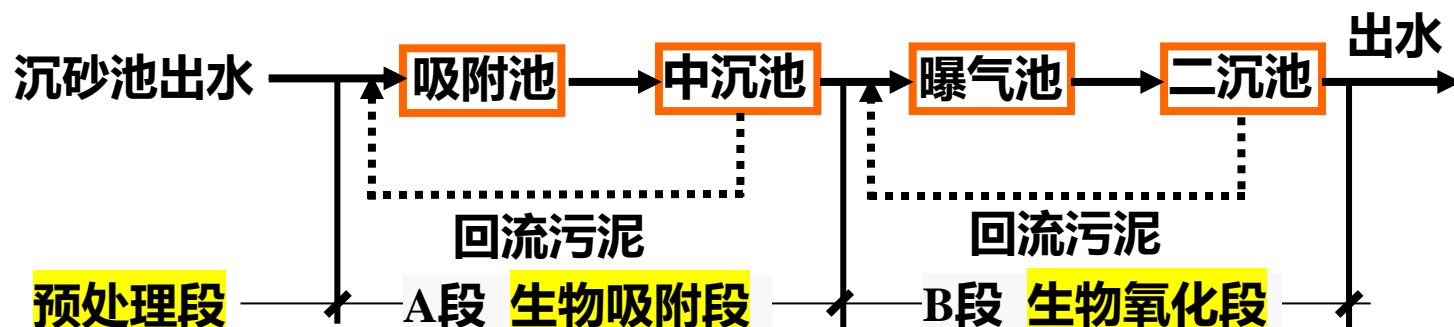 出水
沉砂池出水 吸附池 中沉池 曝气池 二沉池
回流污泥 回流污泥
预处理段 A段 生物吸附段 B段 生物氧化段